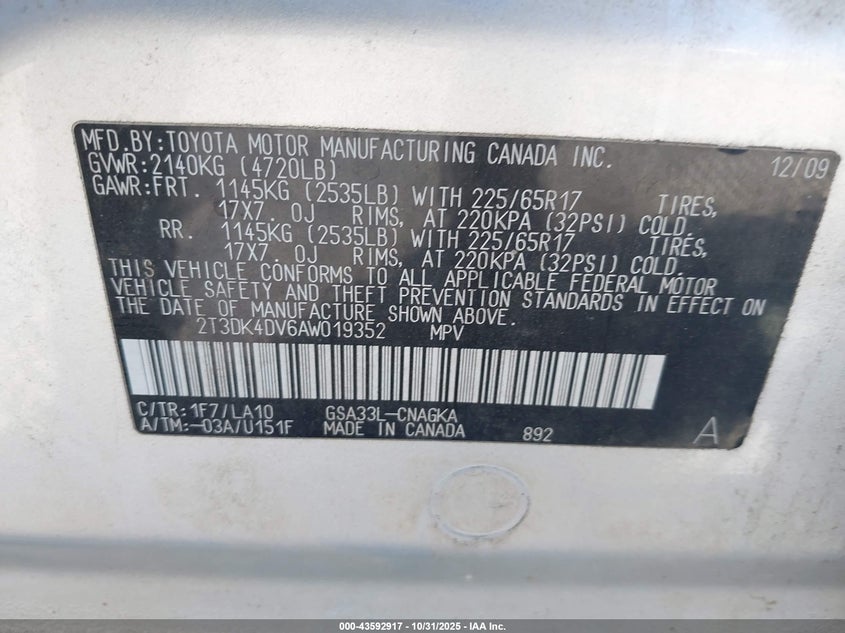 MFD.BY:TOYOTA MOTOR MANUFACTURING CANADA INC. 12/09
GVWR:2140KG (4720LB)
GAWR:FRT. 1145KG (2535LB) WITH 225/65R17 TIRES,
17X7.0J RIMS, AT 220KPA (32PSI) COLD.
RR. 1145KG (2535LB) WITH 225/65R17 TIRES,
17X7.0J RIMS, AT 220KPA (32PSI) COLD.
THIS VEHICLE CONFORMS TO ALL APPLICABLE FEDERAL MOTOR
VEHICLE SAFETY AND THEFT PREVENTION STANDARDS IN EFFECT ON
THE DATE OF MANUFACTURE SHOWN ABOVE.
2T3DK4DV6AW019352 MPV
C/TR:1F7/LA10 GSA33L-CNAGKA
A/TM:-03A/U151F MADE IN CANADA 892 A
000-43592917 - 10/31/2025 - IAA Inc.